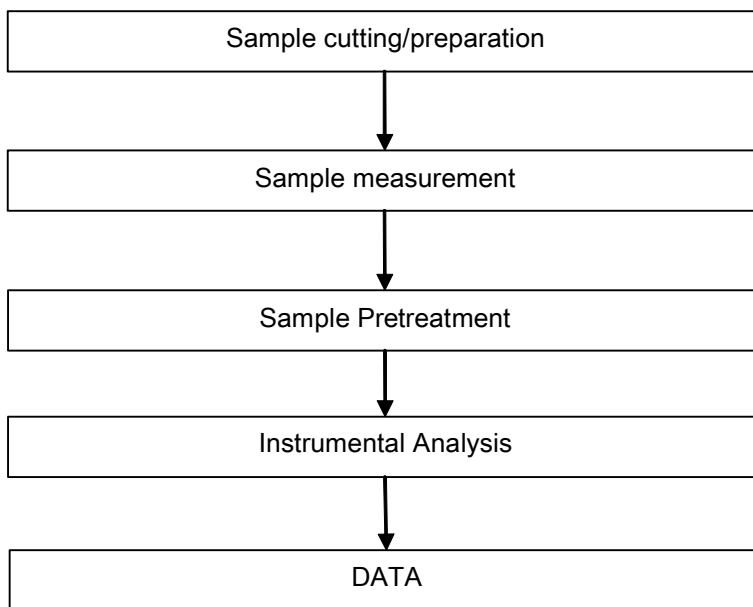 Sample cutting/preparation
Sample measurement
Sample Pretreatment
Instrumental Analysis
DATA